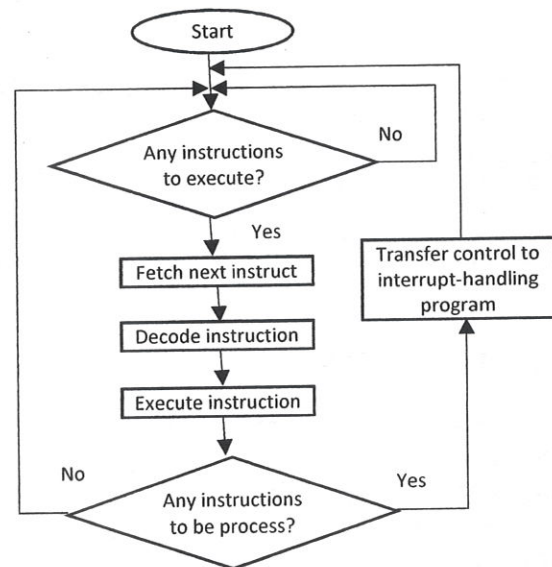 Start
No
Any instructions
to execute?
Yes
Fetch next instruct
Transfer control to
interrupt-handling
program
Decode instruction
Execute instruction
No
Yes
Any instructions
to be process?